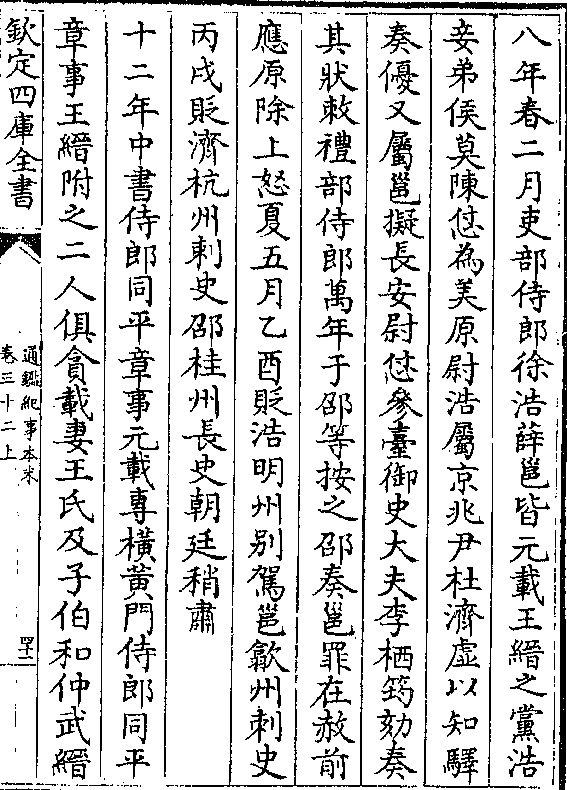 八年春二月吏部侍郎徐浩薛邕皆元載王縉之黨浩
妾弟侯莫陳怤為美原尉浩屬京兆尹杜濟虛以知驛
奏優又屬邕擬長安尉怤參臺御史大夫李栖筠劾奏
其狀敕禮部侍郎萬年于邵等按之邵奏邕罪在赦前
應原除上怒夏五月乙酉貶浩明州别駕邕歙州刺史
丙戌貶濟杭州刺史邵桂州長史朝廷稍肅
十二年中書侍郎同平章事元載專横黄門侍郎同平
章事王縉附之二人俱貪載妻王氏及子伯和仲武縉
欽定四庫全書
通鑑紀事本末
卷三十二上
四十二